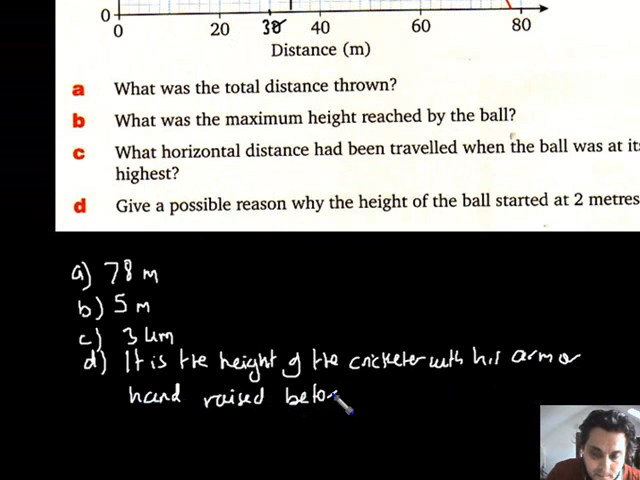 0
0
20
30
40
60
80
Distance (m)
a What was the total distance thrown?
b What was the maximum height reached by the ball?
c What horizontal distance had been travelled when the ball was at its
highest?
d Give a possible reason why the height of the ball started at 2 metres
a) 78 m
b) 5 m
c) 34m
d) It is the height of the cricketer with his arm or
hand raised befo